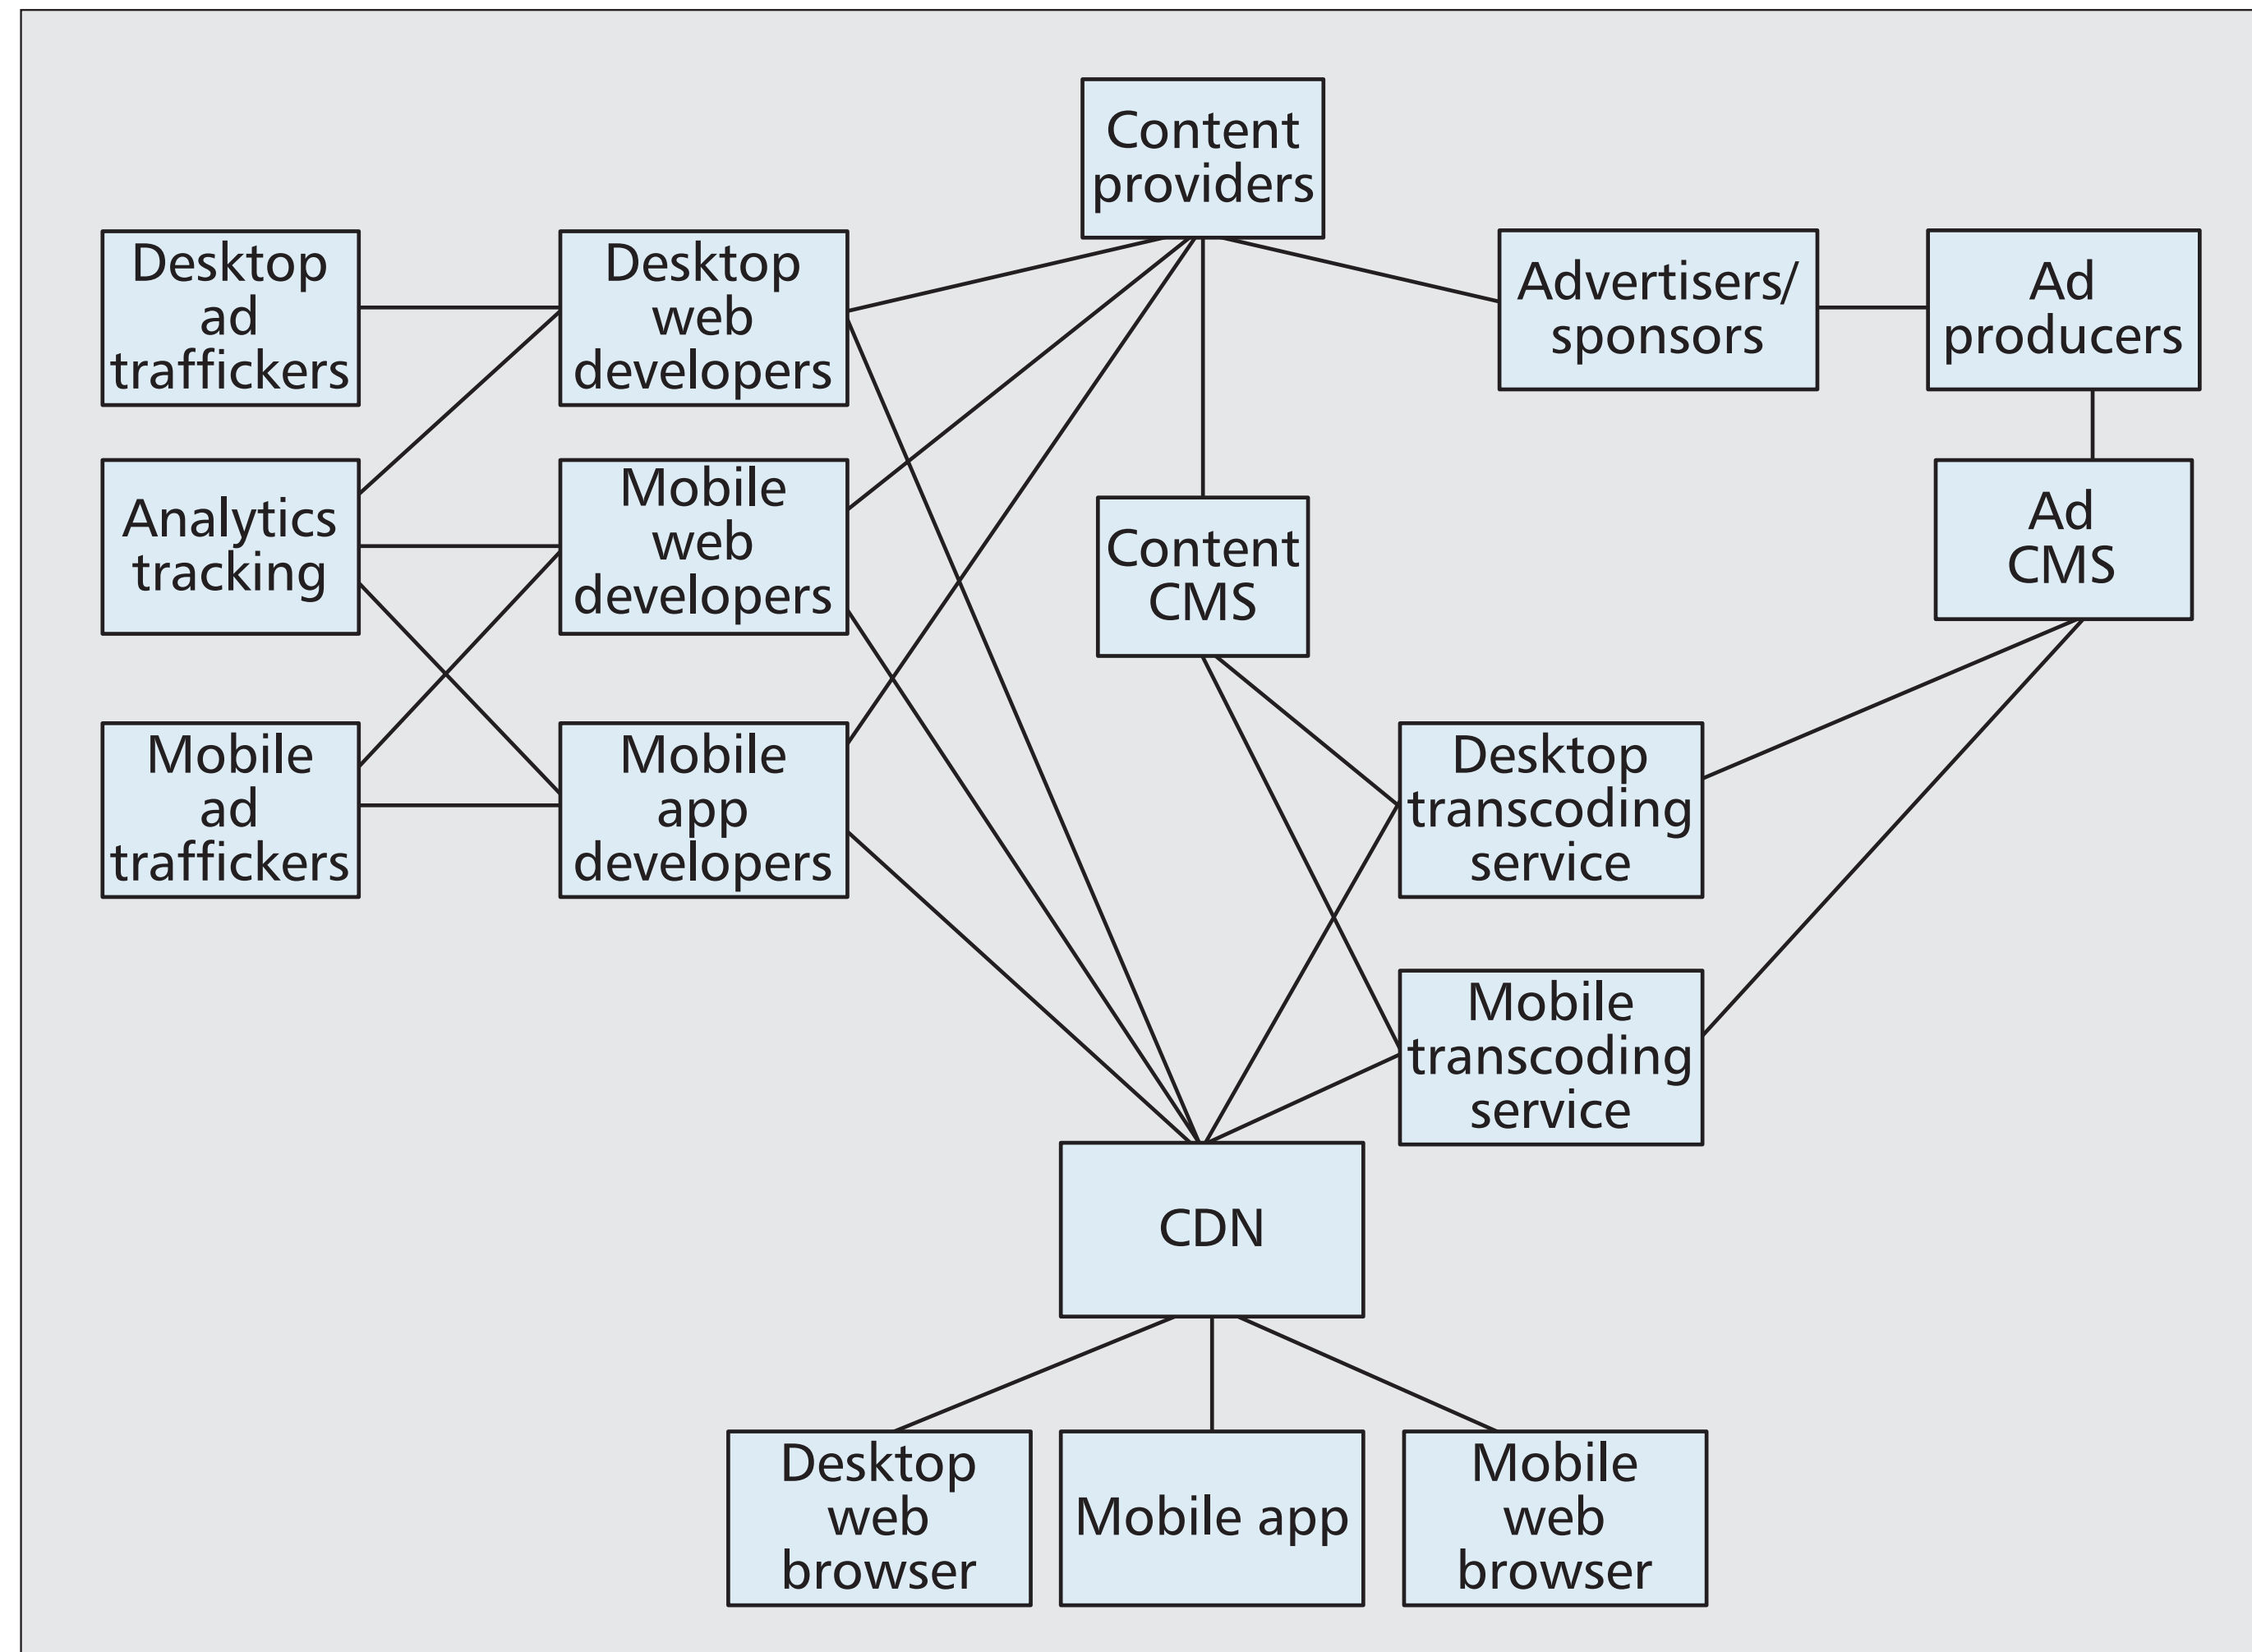 Content
providers
Desktop
ad
traffickers
Desktop
web
developers
Advertisers/
sponsors
Ad
producers
Analytics
tracking
Mobile
web
developers
Content
CMS
Ad
CMS
Mobile
ad
traffickers
Mobile
app
developers
Desktop
transcoding
service
Mobile
transcoding
service
CDN
Desktop
web
browser
Mobile app
Mobile
web
browser